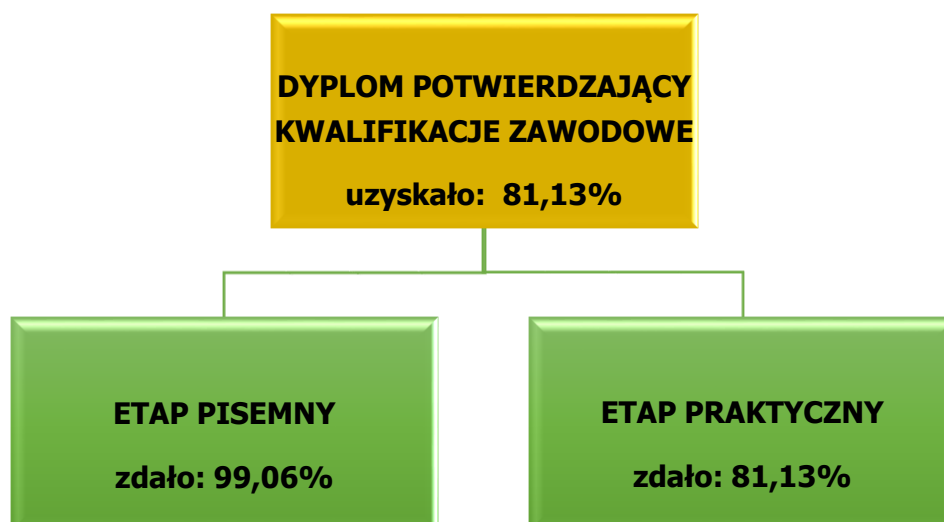 DYPLOM POTWIERDZAJĄCY
KWALIFIKACJE ZAWODOWE
uzyskało: 81,13%
ETAP PISEMNY
zdało: 99,06%
ETAP PRAKTYCZNY
zdało: 81,13%